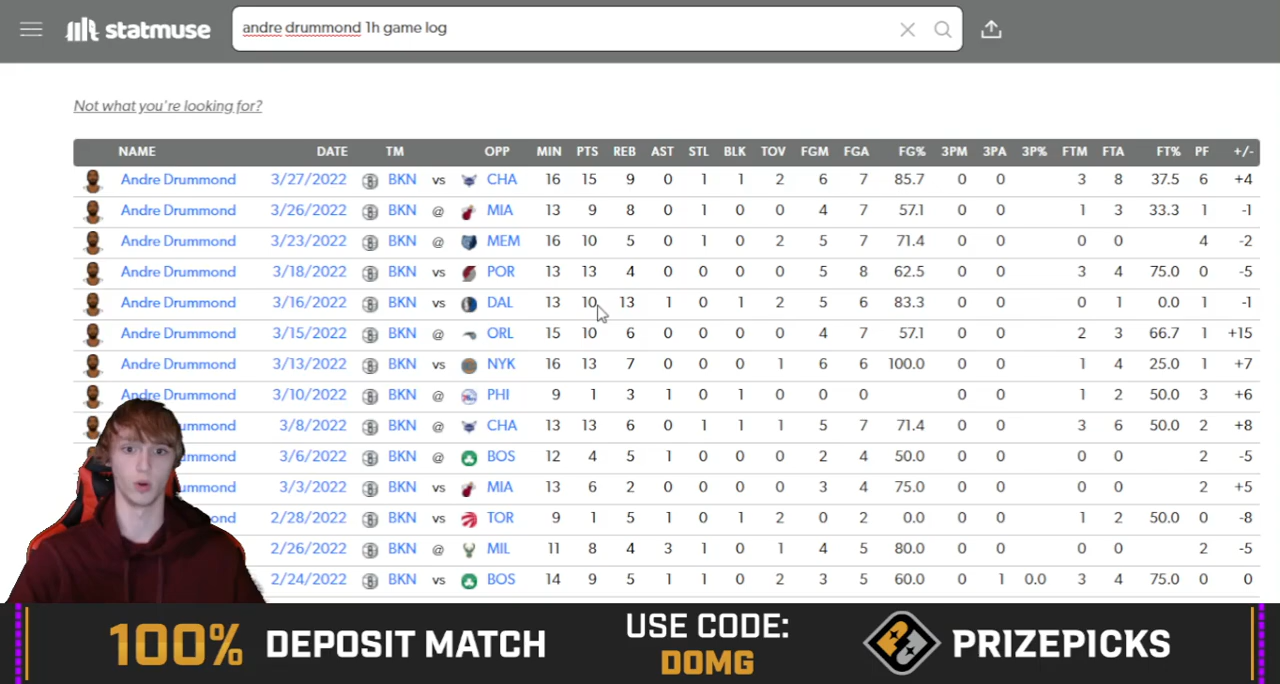 statmuse andre drummond 1h game log
Not what you're looking for?
NAME DATE TM OPP MIN PTS REB AST STL BLK TOV FGM FGA FG% 3PM 3PA 3P% FTM FTA FT% PF +/-
Andre Drummond 3/27/2022 BKN vs CHA 16 15 9 0 1 1 2 6 7 85.7 0 0 3 8 37.5 6 +4
Andre Drummond 3/26/2022 BKN @ MIA 13 9 8 0 1 0 0 4 7 57.1 0 0 1 3 33.3 1 -1
Andre Drummond 3/23/2022 BKN @ MEM 16 10 5 0 1 0 2 5 7 71.4 0 0 0 0 4 -2
Andre Drummond 3/18/2022 BKN vs POR 13 13 4 0 0 0 0 5 8 62.5 0 0 3 4 75.0 0 -5
Andre Drummond 3/16/2022 BKN vs DAL 13 10 13 1 0 1 2 5 6 83.3 0 0 0 1 0.0 1 -1
Andre Drummond 3/15/2022 BKN @ ORL 15 10 6 0 0 0 0 4 7 57.1 0 0 2 3 66.7 1 +15
Andre Drummond 3/13/2022 BKN vs NYK 16 13 7 0 0 0 1 6 6 100.0 0 0 1 4 25.0 1 +7
Andre Drummond 3/10/2022 BKN @ PHI 9 1 3 0 1 0 1 0 0 0 0 1 2 50.0 3 +6
ummond 3/8/2022 BKN @ CHA 13 13 6 0 1 1 1 5 7 71.4 0 0 3 6 50.0 2 +8
ummond 3/6/2022 BKN @ BOS 12 4 5 1 0 0 0 2 4 50.0 0 0 0 0 2 -5
ummond 3/3/2022 BKN vs MIA 13 6 2 0 0 0 0 3 4 75.0 0 0 0 0 2 +5
ond 2/28/2022 BKN vs TOR 9 1 5 1 0 1 2 0 2 0.0 0 0 1 2 50.0 0 -8
2/26/2022 BKN @ MIL 11 8 4 3 1 0 1 4 5 80.0 0 0 0 0 2 -5
2/24/2022 BKN vs BOS 14 9 5 1 1 0 2 3 5 60.0 0 1 0.0 3 4 75.0 0 0
100% DEPOSIT MATCH
USE CODE:
DOMG
PRIZEPICKS